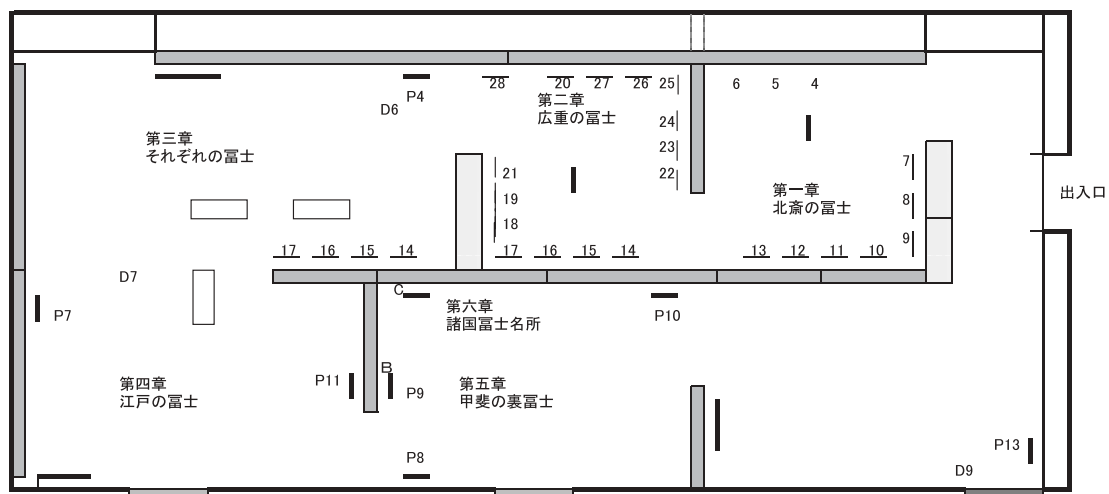 28 20 27 26 25 6 5 4
P4
D6
第二章
広重の冨士
24
23
22
第三章
それぞれの冨士
7
8
9
出入口
21
19
18
第一章
北斎の冨士
17 16 15 14 17 16 15 14 13 12 11 10
D7
C
第六章
諸国冨士名所
P7
P10
B
P11
P9
第四章
江戸の冨士
第五章
甲斐の裏冨士
P8
P13
D9